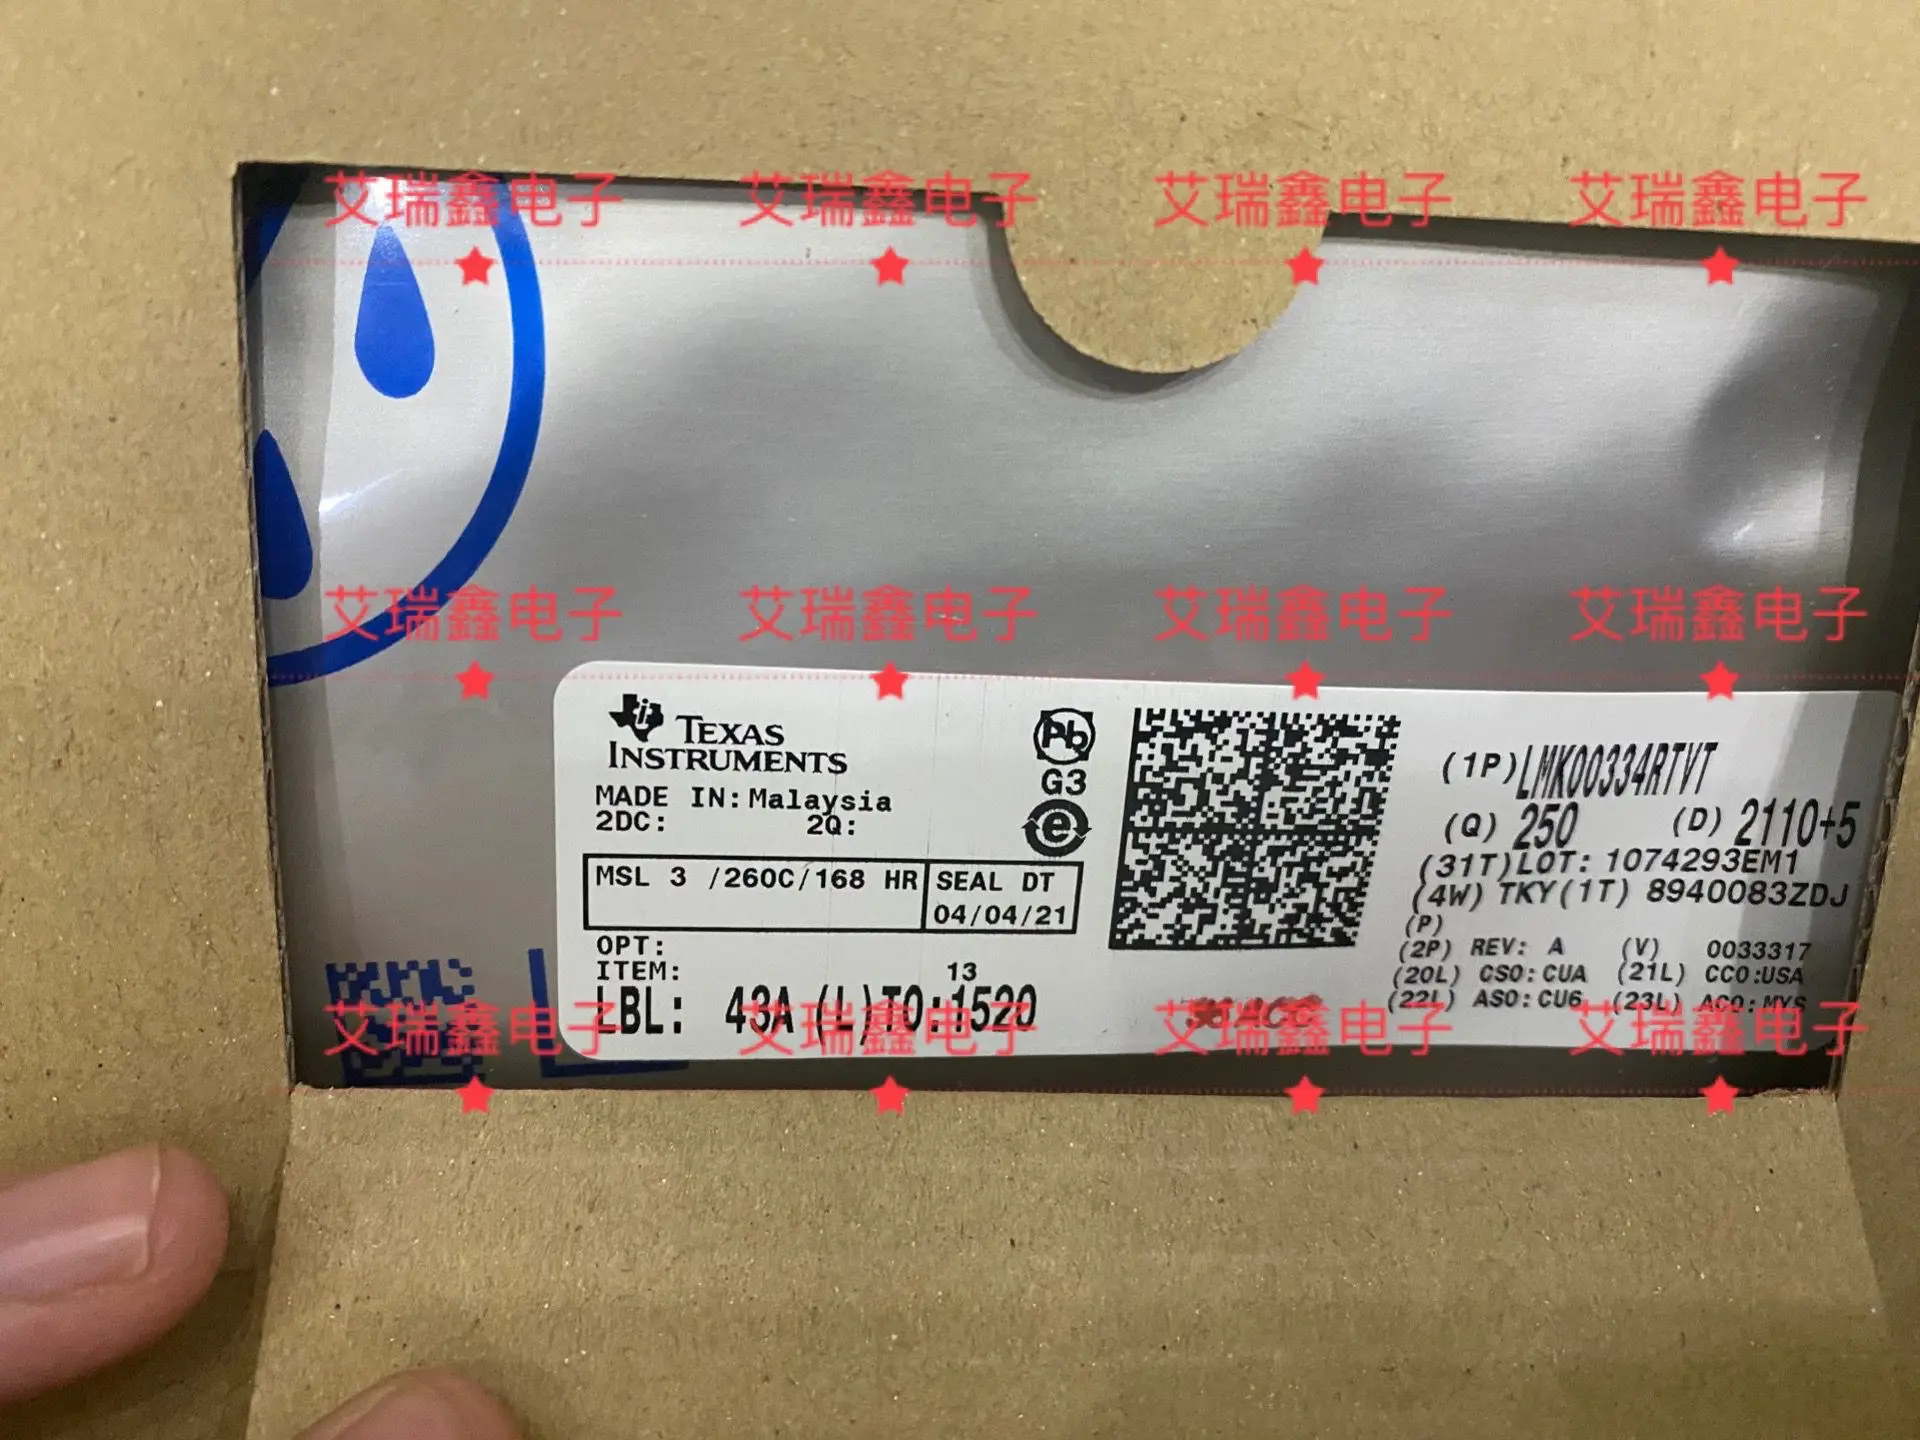 艾瑞鑫电子 艾瑞鑫电子 艾瑞鑫电子 艾瑞鑫电子
艾瑞鑫电子 艾瑞鑫电子 艾瑞鑫电子 艾瑞鑫电子
TEXAS
INSTRUMENTS
MADE IN: Malaysia
2DC: 2Q:
Pb
G3
e
MSL 3 /260C/168 HR
SEAL DT
04/04/21
OPT:
ITEM: 13
LBL: 43A (L)TO:1520
(1P)LMK00334RTVT
(Q) 250 (D) 2110+5
(31T)LOT: 1074293EM1
(4W) TKY(1T) 8940083ZDJ
(P)
(2P) REV: A (V) 0033317
(20L) CSO:CUA (21L) CCO:USA
(22L) ASO:CU6 (23L) ACO:MYS
艾瑞鑫电子 艾瑞鑫电子 艾瑞鑫电子 艾瑞鑫电子